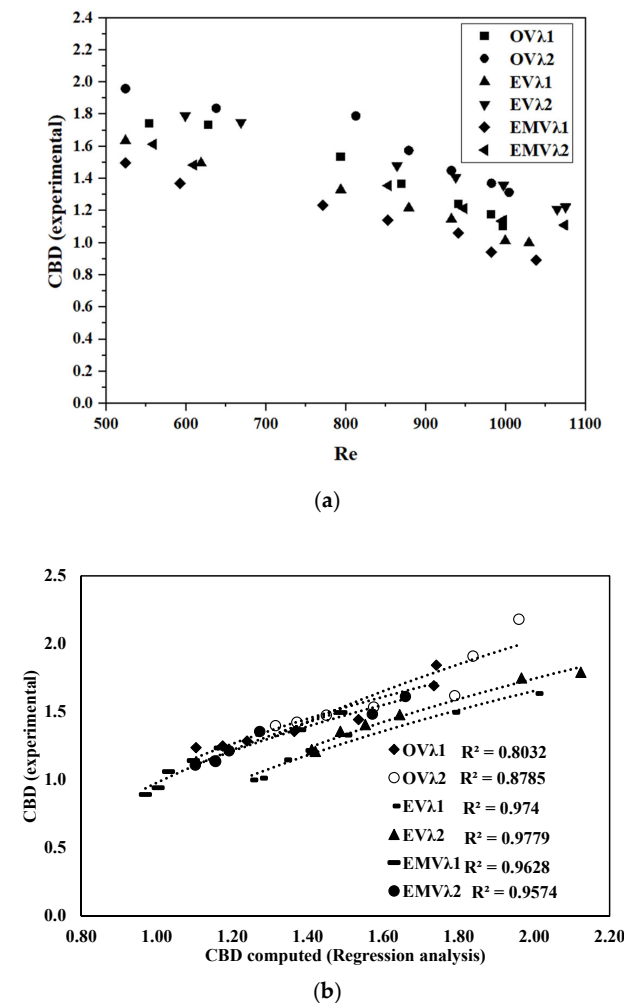 2.4
2.2
2.0
1.8
1.6
1.4
1.2
1.0
0.8
0.6
0.4
0.2
0.0
CBD (experimental)
OVλ1
OVλ2
EVλ1
EVλ2
EMVλ1
EMVλ2
500 600 700 800 900 1000 1100
Re
(a)
2.5
2.0
1.5
1.0
0.5
0.0
CBD (experimental)
OVλ1 R² = 0.8032
OVλ2 R² = 0.8785
EVλ1 R² = 0.974
EVλ2 R² = 0.9779
EMVλ1 R² = 0.9628
EMVλ2 R² = 0.9574
0.80 1.00 1.20 1.40 1.60 1.80 2.00 2.20
CBD computed (Regression analysis)
(b)